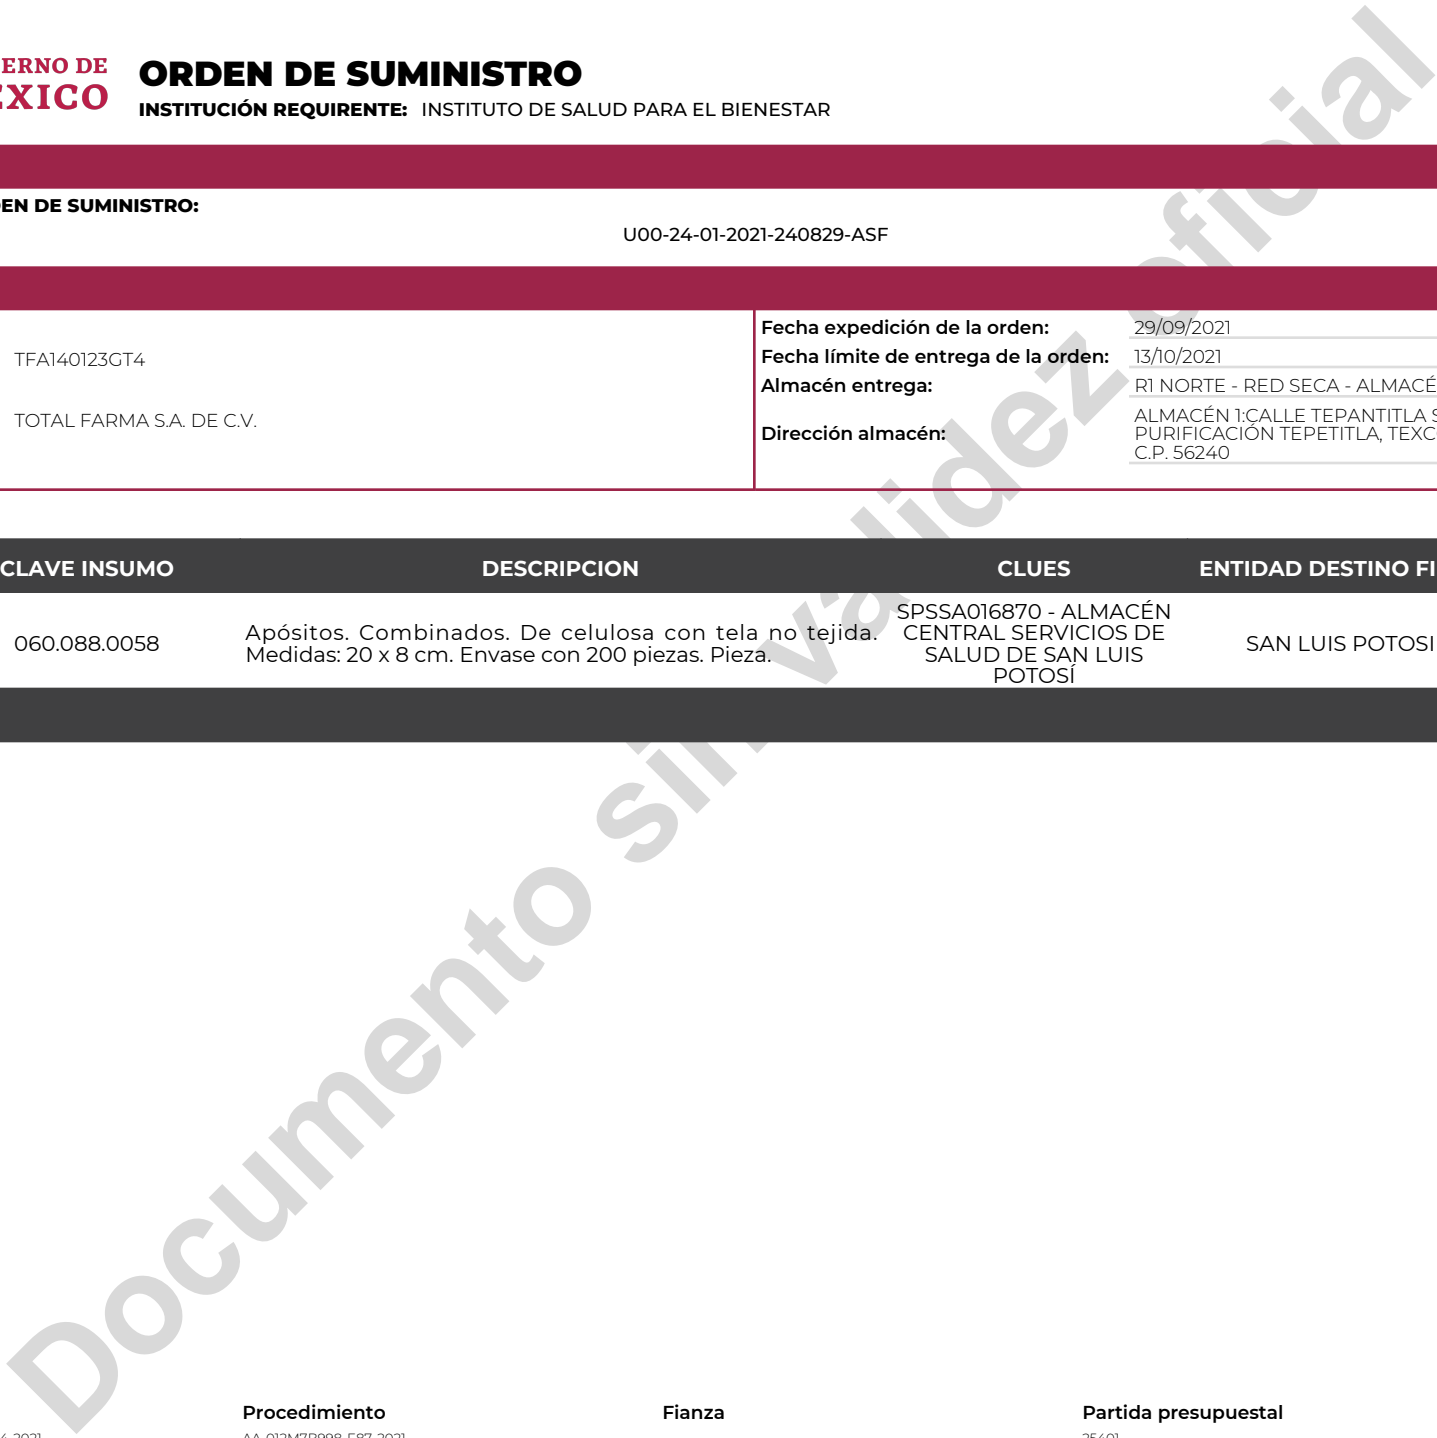 ERNO DE
EXICO
ORDEN DE SUMINISTRO
INSTITUCIÓN REQUIRENTE: INSTITUTO DE SALUD PARA EL BIENESTAR
EN DE SUMINISTRO:
U00-24-01-2021-240829-ASF
TFA140123GT4
TOTAL FARMA S.A. DE C.V.
Fecha expedición de la orden: 29/09/2021
Fecha límite de entrega de la orden: 13/10/2021
Almacén entrega: R1 NORTE - RED SECA - ALMACÉ
Dirección almacén:
ALMACÉN 1:CALLE TEPANTITLA S
PURIFICACIÓN TEPETITLA, TEXC
C.P. 56240
CLAVE INSUMO DESCRIPCION CLUES ENTIDAD DESTINO FI
060.088.0058
Apósitos. Combinados. De celulosa con tela no tejida.
Medidas: 20 x 8 cm. Envase con 200 piezas. Pieza.
SPSSA016870 - ALMACÉN
CENTRAL SERVICIOS DE
SALUD DE SAN LUIS
POTOSÍ
SAN LUIS POTOSI
Documento sin validez oficial
Procedimiento Fianza Partida presupuestal